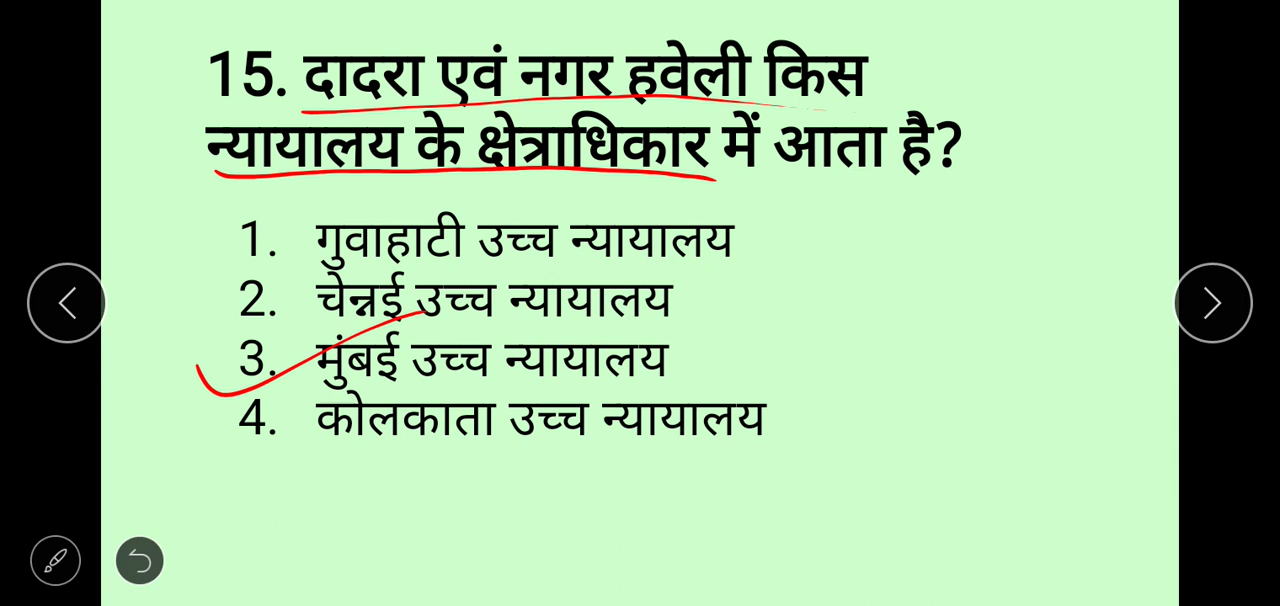 15. दादरा एवं नगर हवेली किस
न्यायालय के क्षेत्राधिकार में आता है?
1. गुवाहाटी उच्च न्यायालय
2. चेन्नई उच्च न्यायालय
3. मुंबई उच्च न्यायालय
4. कोलकाता उच्च न्यायालय